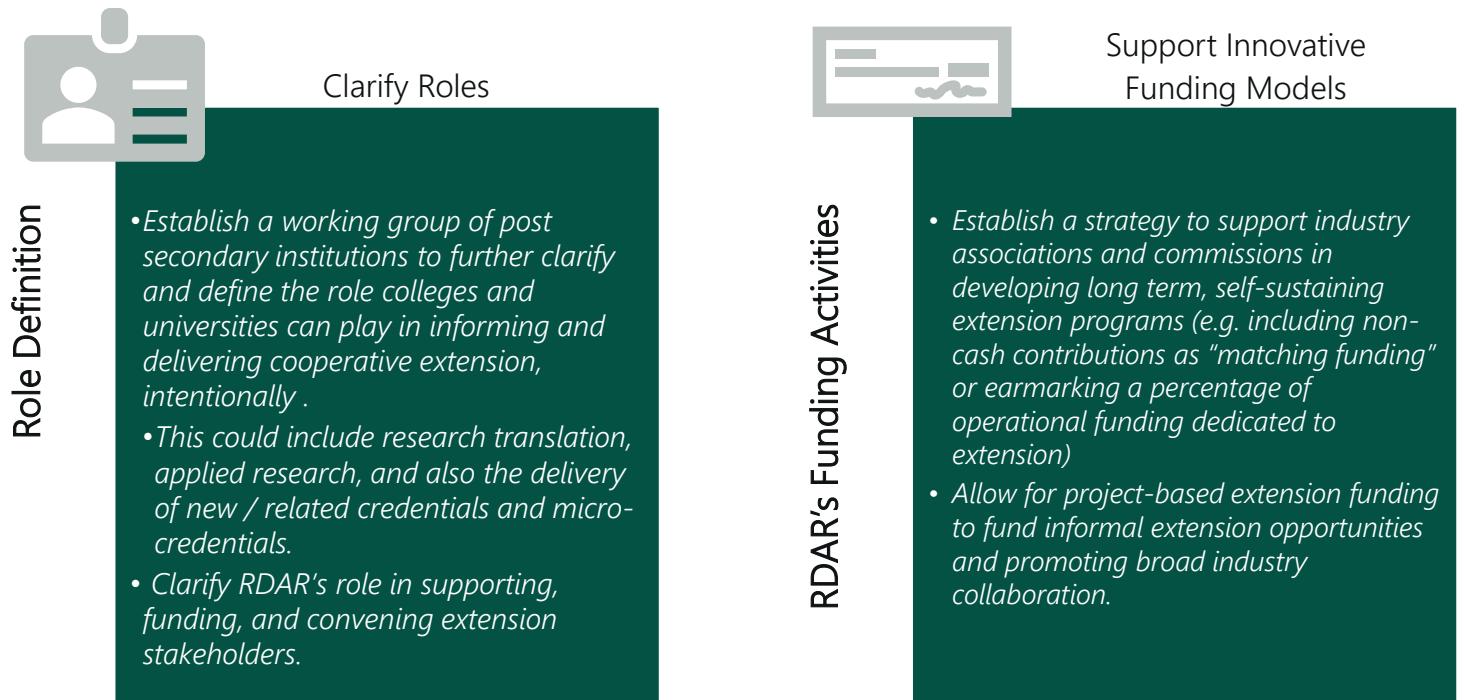 Clarify Roles
Role Definition
•Establish a working group of post
secondary institutions to further clarify
and define the role colleges and
universities can play in informing and
delivering cooperative extension,
intentionally .
•This could include research translation,
applied research, and also the delivery
of new / related credentials and micro-
credentials.
• Clarify RDAR’s role in supporting,
funding, and convening extension
stakeholders.
Support Innovative
Funding Models
RDAR’s Funding Activities
• Establish a strategy to support industry
associations and commissions in
developing long term, self-sustaining
extension programs (e.g. including non-
cash contributions as “matching funding”
or earmarking a percentage of
operational funding dedicated to
extension)
• Allow for project-based extension funding
to fund informal extension opportunities
and promoting broad industry
collaboration.